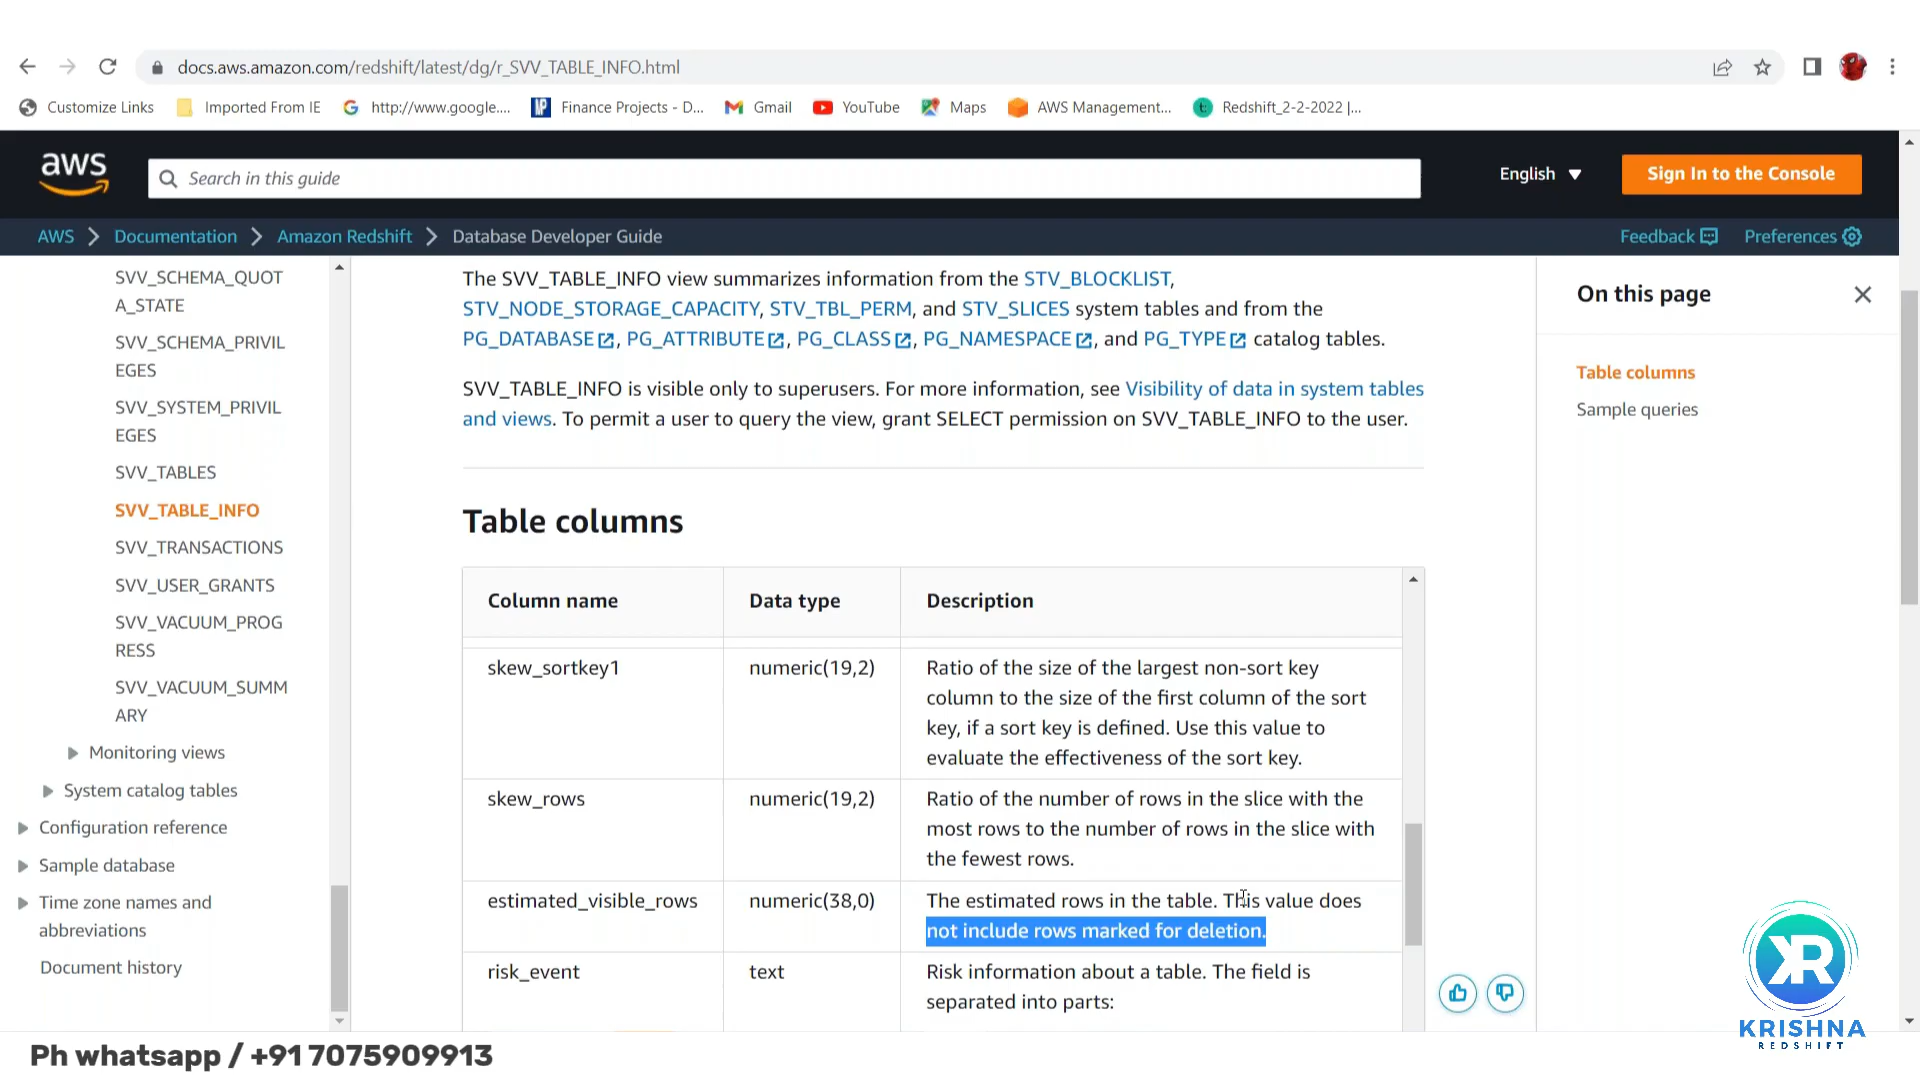 docs.aws.amazon.com/redshift/latest/dg/r_SVV_TABLE_INFO.html
Customize Links
Imported From IE
http://www.google....
Finance Projects - D...
Gmail
YouTube
Maps
AWS Management...
Redshift_2-2-2022 |...
aws
Search in this guide
English
Sign In to the Console
AWS
Documentation
Amazon Redshift
Database Developer Guide
Feedback
Preferences
SVV_SCHEMA_QUOT
A_STATE
SVV_SCHEMA_PRIVIL
EGES
SVV_SYSTEM_PRIVIL
EGES
SVV_TABLES
SVV_TABLE_INFO
SVV_TRANSACTIONS
SVV_USER_GRANTS
SVV_VACUUM_PROG
RESS
SVV_VACUUM_SUMM
ARY
Monitoring views
System catalog tables
Configuration reference
Sample database
Time zone names and
abbreviations
Document history
The SVV_TABLE_INFO view summarizes information from the STV_BLOCKLIST,
STV_NODE_STORAGE_CAPACITY, STV_TBL_PERM, and STV_SLICES system tables and from the
PG_DATABASE, PG_ATTRIBUTE, PG_CLASS, PG_NAMESPACE, and PG_TYPE catalog tables.
SVV_TABLE_INFO is visible only to superusers. For more information, see Visibility of data in system tables
and views. To permit a user to query the view, grant SELECT permission on SVV_TABLE_INFO to the user.
Table columns
Column name
Data type
Description
skew_sortkey1
numeric(19,2)
Ratio of the size of the largest non-sort key
column to the size of the first column of the sort
key, if a sort key is defined. Use this value to
evaluate the effectiveness of the sort key.
skew_rows
numeric(19,2)
Ratio of the number of rows in the slice with the
most rows to the number of rows in the slice with
the fewest rows.
estimated_visible_rows
numeric(38,0)
The estimated rows in the table. This value does
not include rows marked for deletion.
risk_event
text
Risk information about a table. The field is
separated into parts:
On this page
Table columns
Sample queries
KR
KRISHNA
REDSHIFT
Ph whatsapp / +91 7075909913